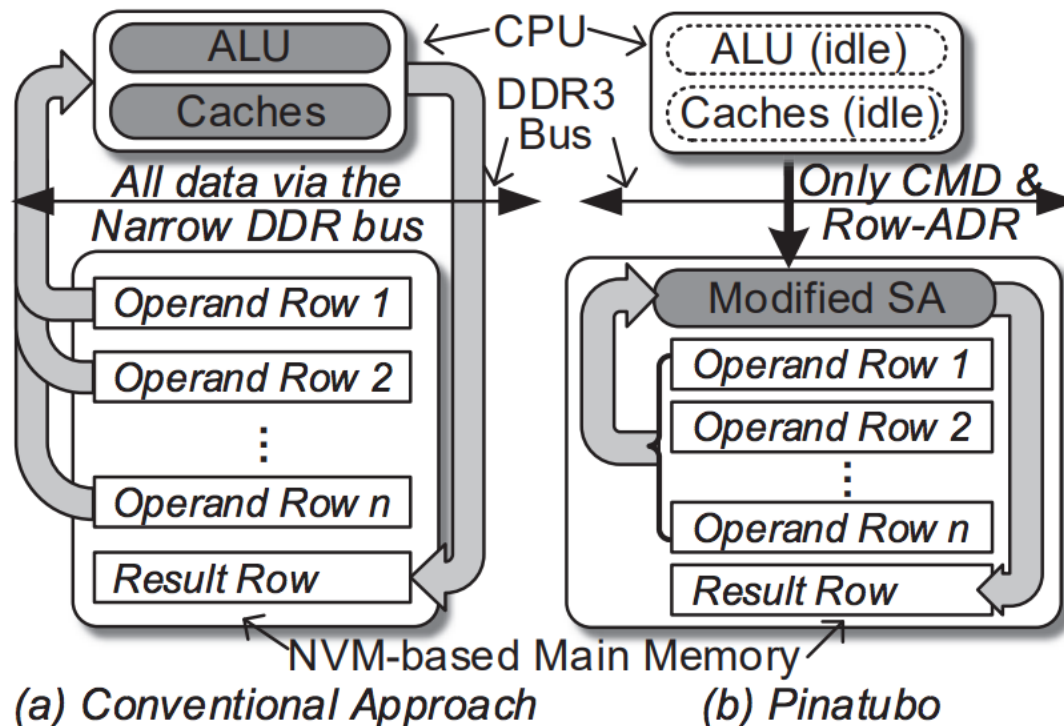 ALU
Caches
CPU
DDR3
Bus
ALU (idle)
Caches (idle)
All data via the
Narrow DDR bus
Only CMD &
Row-ADR
Operand Row 1
Operand Row 2
⋮
Operand Row n
Result Row
Modified SA
Operand Row 1
Operand Row 2
⋮
Operand Row n
Result Row
NVM-based Main Memory
(a) Conventional Approach
(b) Pinatubo